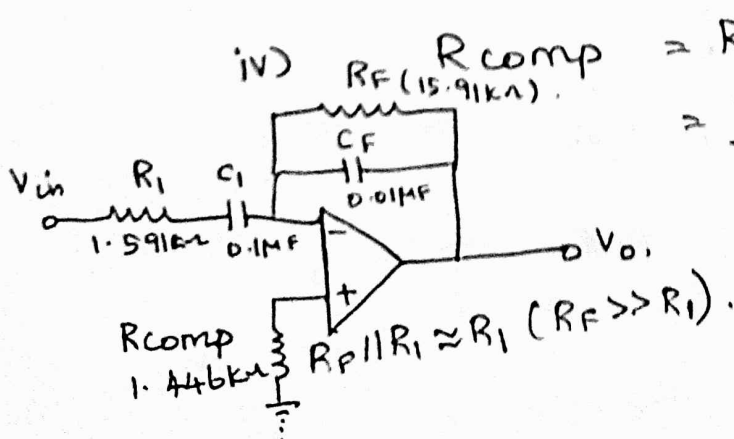 iv) Rcomp = R
RF (15.91KΩ). =
CF
Vin R1 C1
0.01MF
1.591KΩ 0.1MF
-
Vo.
+
Rcomp RF||R1 ≈ R1 (RF >> R1).
1.446KΩ